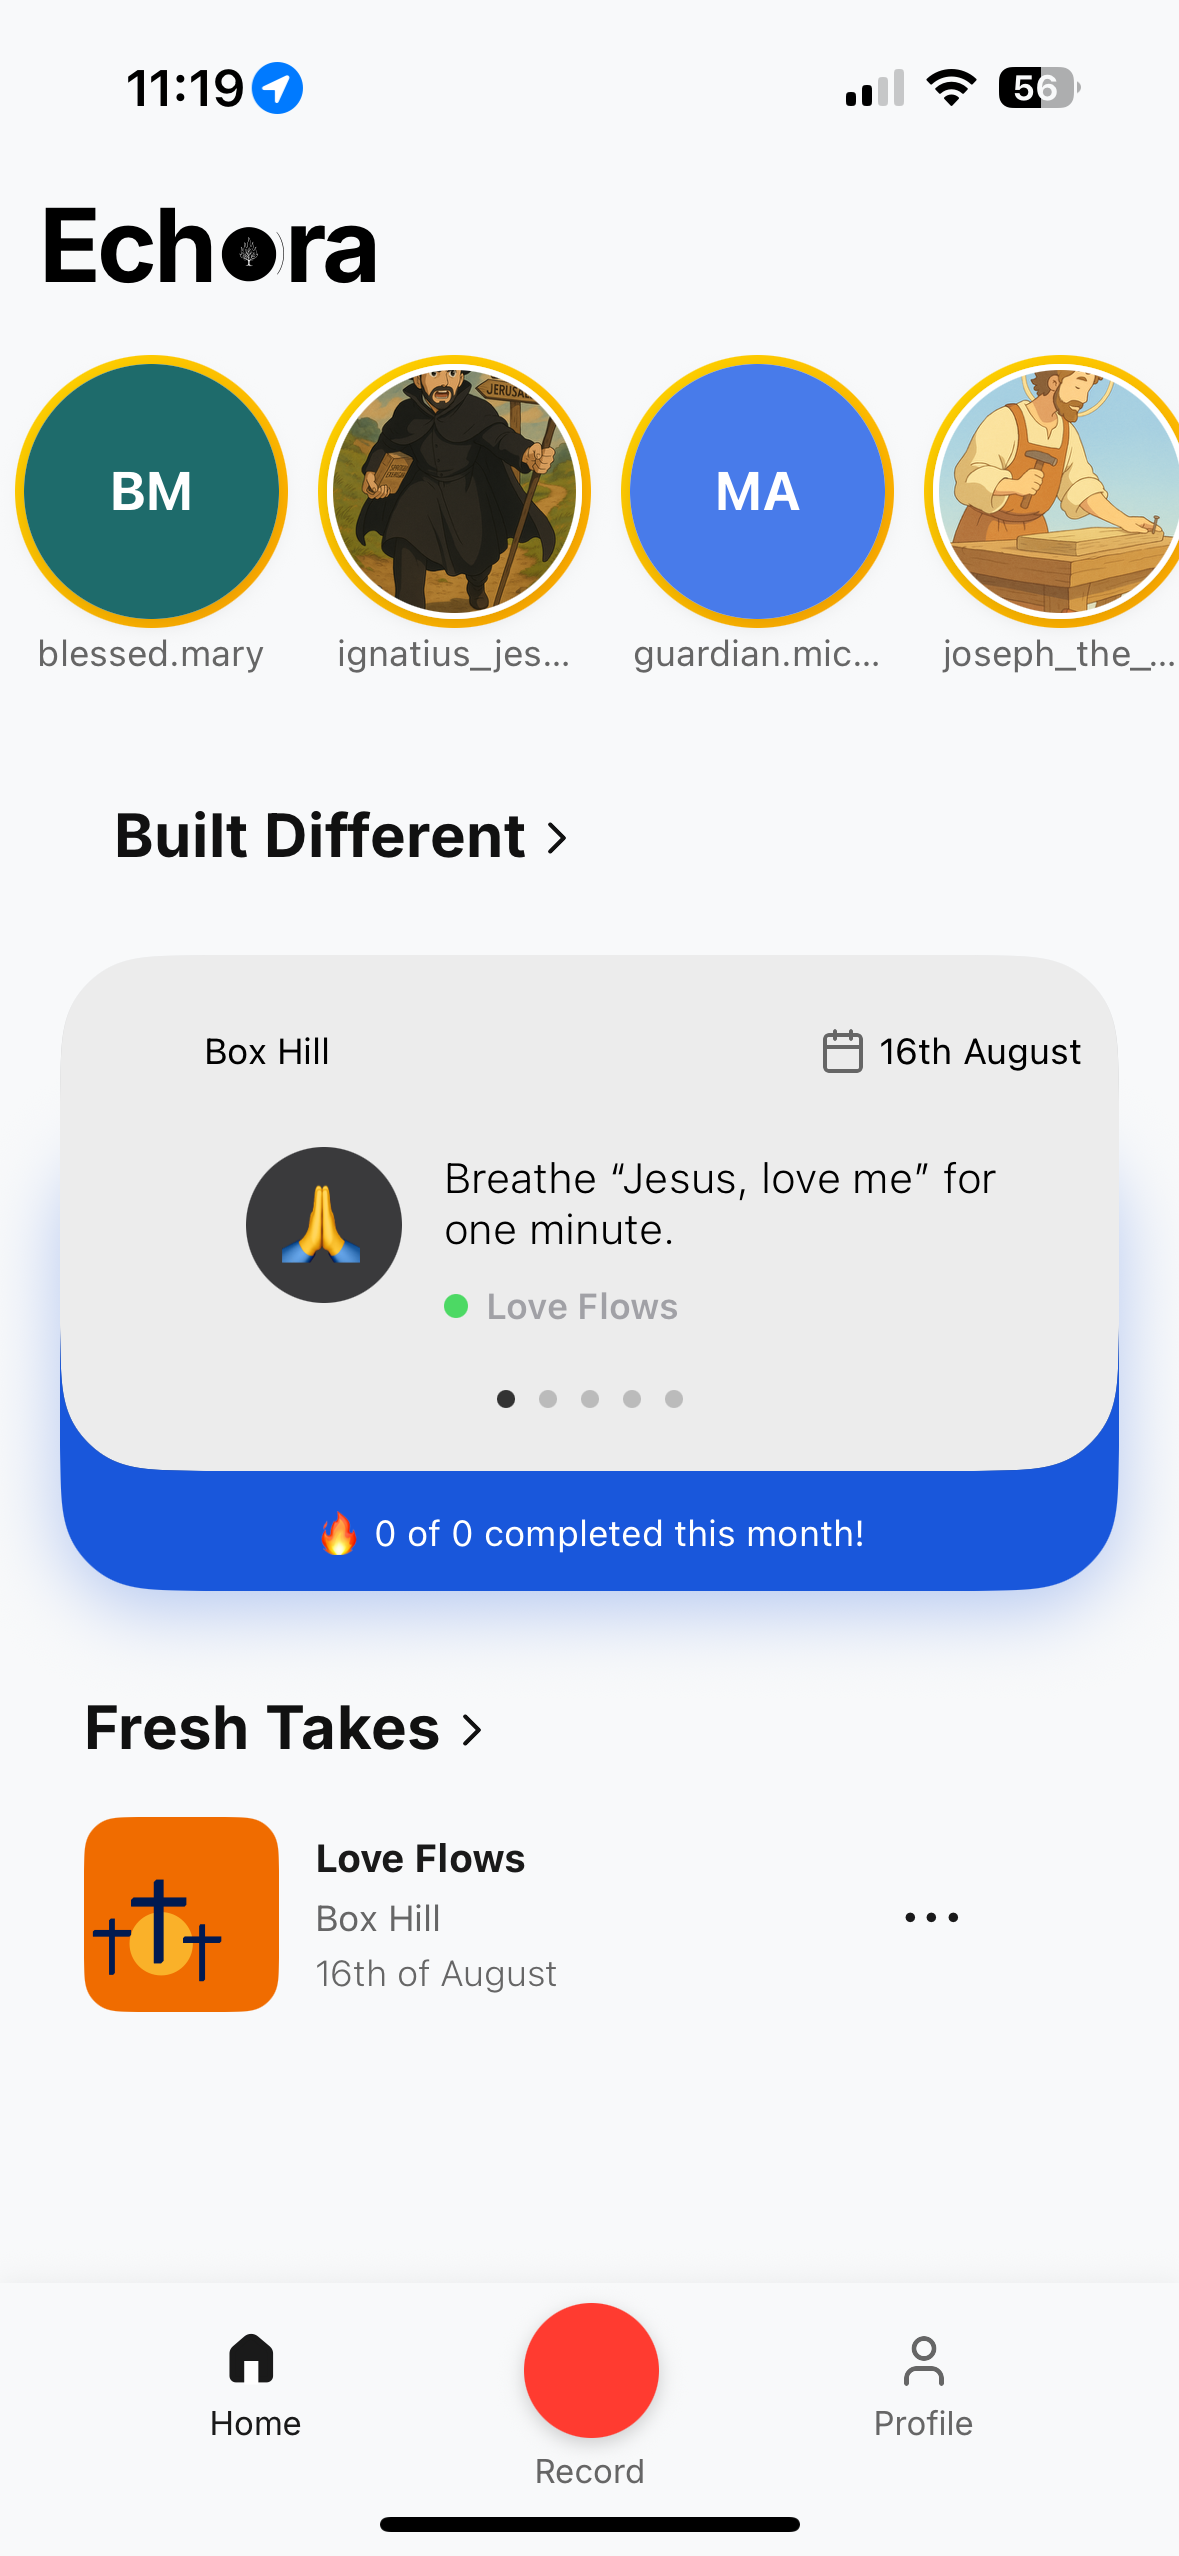 11:19
56
Echora
JERUSAL
BM
MA
blessed.mary
ignatius_jes...
guardian.mic...
joseph_the_...
Built Different
Box Hill
16th August
🙏
Breathe “Jesus, love me” for
one minute.
Love Flows
🔥 0 of 0 completed this month!
Fresh Takes
Love Flows
Box Hill
16th of August
Home
Record
Profile